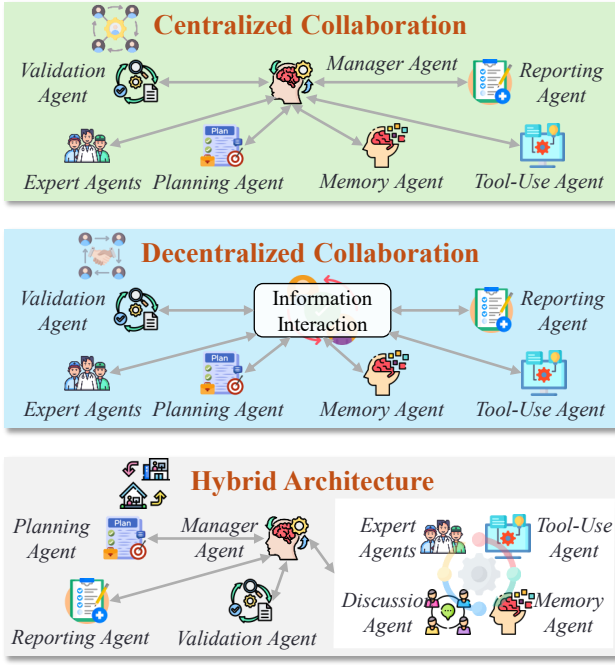 Centralized Collaboration
Validation
Agent
Manager Agent
Reporting
Agent
Plan
Expert Agents
Planning Agent
Memory Agent
Tool-Use Agent
Decentralized Collaboration
Validation
Agent
Information
Interaction
Reporting
Agent
Plan
Expert Agents
Planning Agent
Memory Agent
Tool-Use Agent
Hybrid Architecture
Planning
Agent
Plan
Manager
Agent
Expert
Agents
Tool-Use
Agent
Reporting Agent
Validation Agent
Discussion
Agent
Memory
Agent